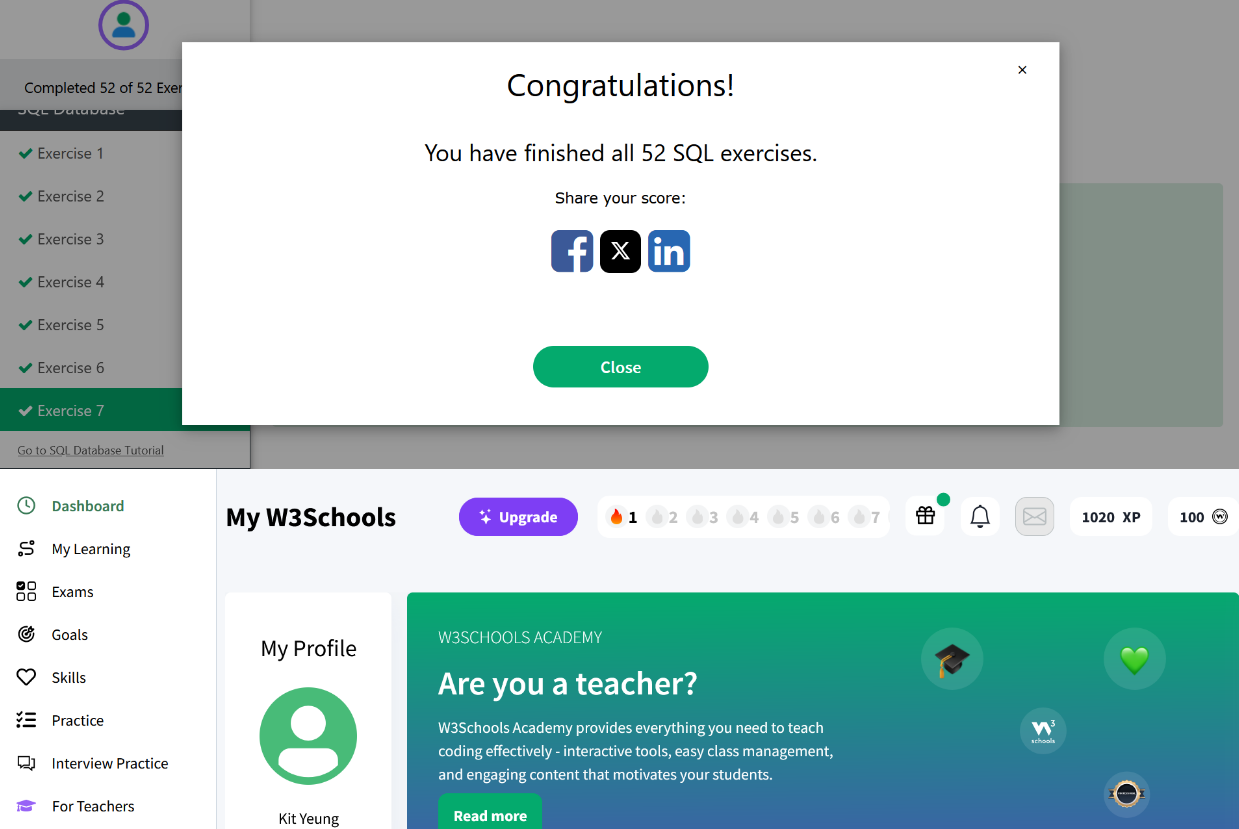 Completed 52 of 52 Exer
SQL Database
Exercise 1
Exercise 2
Exercise 3
Exercise 4
Exercise 5
Exercise 6
Exercise 7
Go to SQL Database Tutorial
×
Congratulations!
You have finished all 52 SQL exercises.
Share your score:
f X in
Close
Dashboard
My Learning
Exams
Goals
Skills
Practice
Interview Practice
For Teachers
My W3Schools
Upgrade
1 2 3 4 5 6 7
1020 XP
100 W
My Profile
Kit Yeung
W3SCHOOLS ACADEMY
Are you a teacher?
W3Schools Academy provides everything you need to teach
coding effectively - interactive tools, easy class management,
and engaging content that motivates your students.
Read more
W3
schools